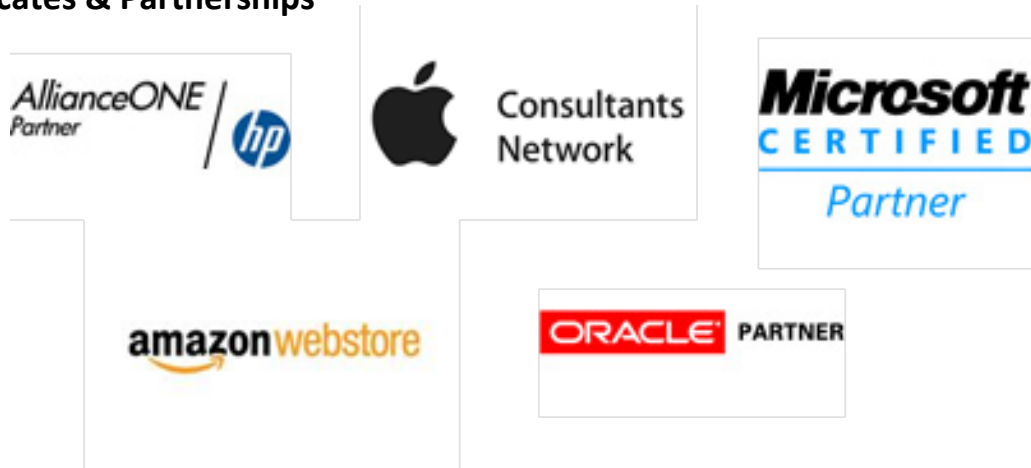 cates & Partnerships
AllianceONE
Partner
hp
Consultants
Network
Microsoft
CERTIFIED
Partner
amazonwebstore
ORACLE PARTNER